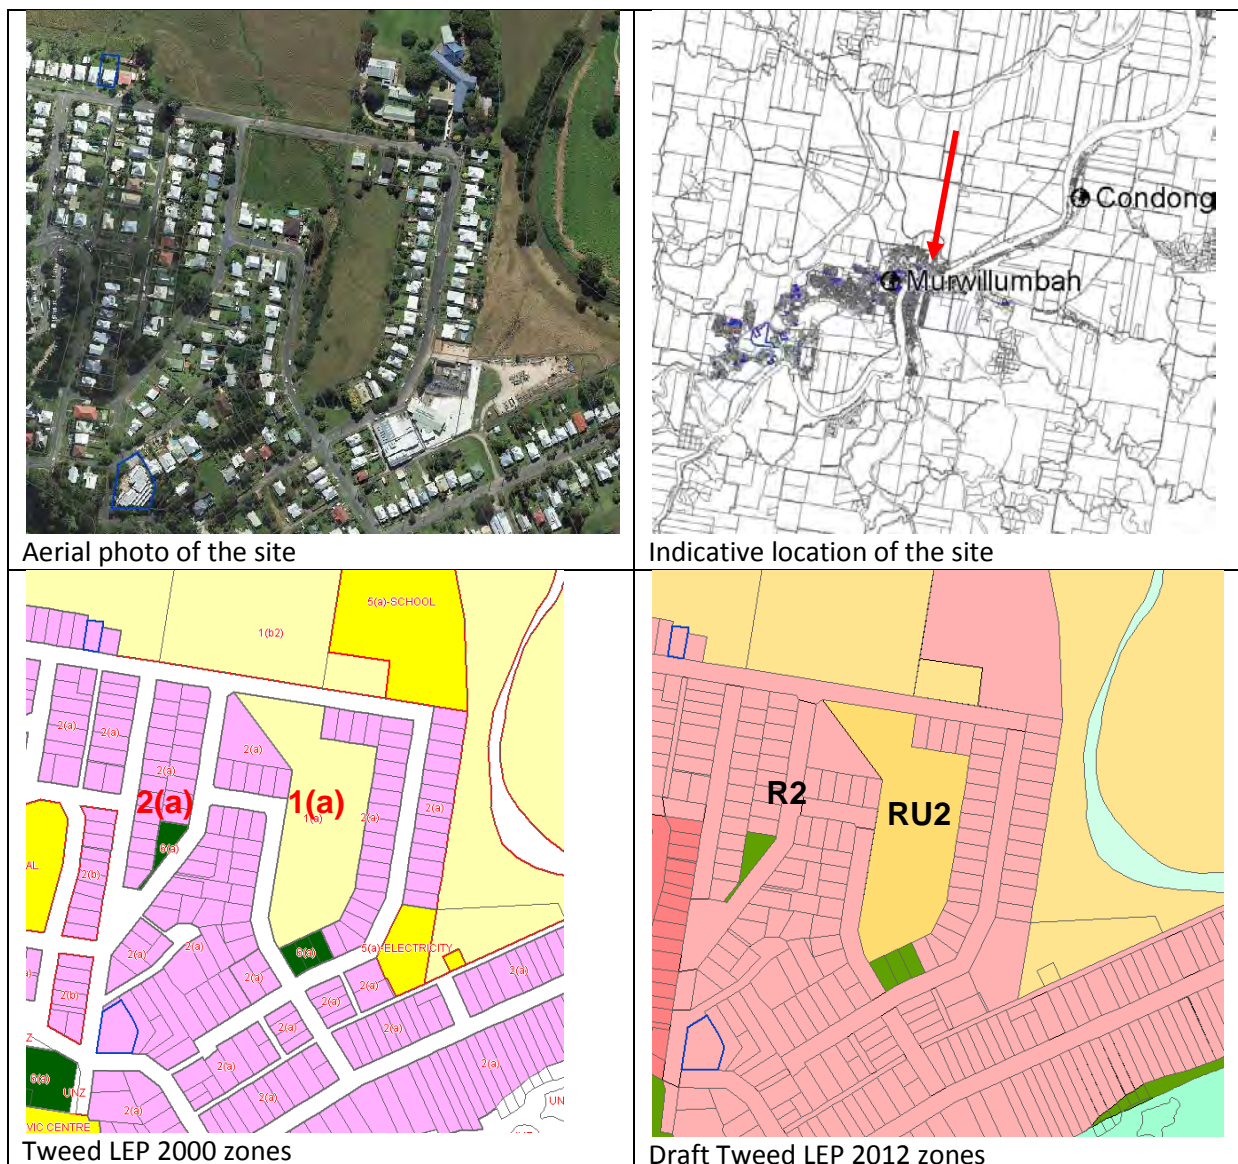 Aerial photo of the site
Condong
Murwillumbah
Indicative location of the site
5(a)-SCHOOL
1(b2)
2(a)
2(a)
2(a)
2(a)
2(a)
2(a)
1(a)
1(a)
2(a)
2(a)
6(a)
2(b)
AL
2(a)
2(a)
6(a)
5(a)-ELECTRICITY
2(a)
2(a)
2(b)
2(a)
2(a)
2(a)
2(a)
2(a)
2(a)
2(a)
6(a)
UNZ
2(a)
2(a)
UN
VIC CENTRE
Tweed LEP 2000 zones
R2
RU2
Draft Tweed LEP 2012 zones